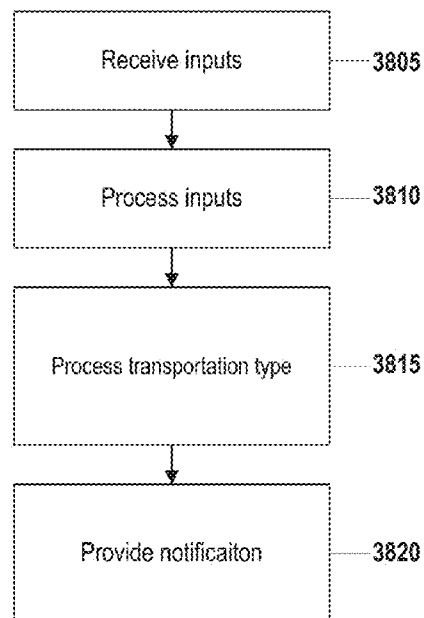 Receive inputs 3805
Process inputs 3810
Process transportation type 3815
Provide notificaiton 3820